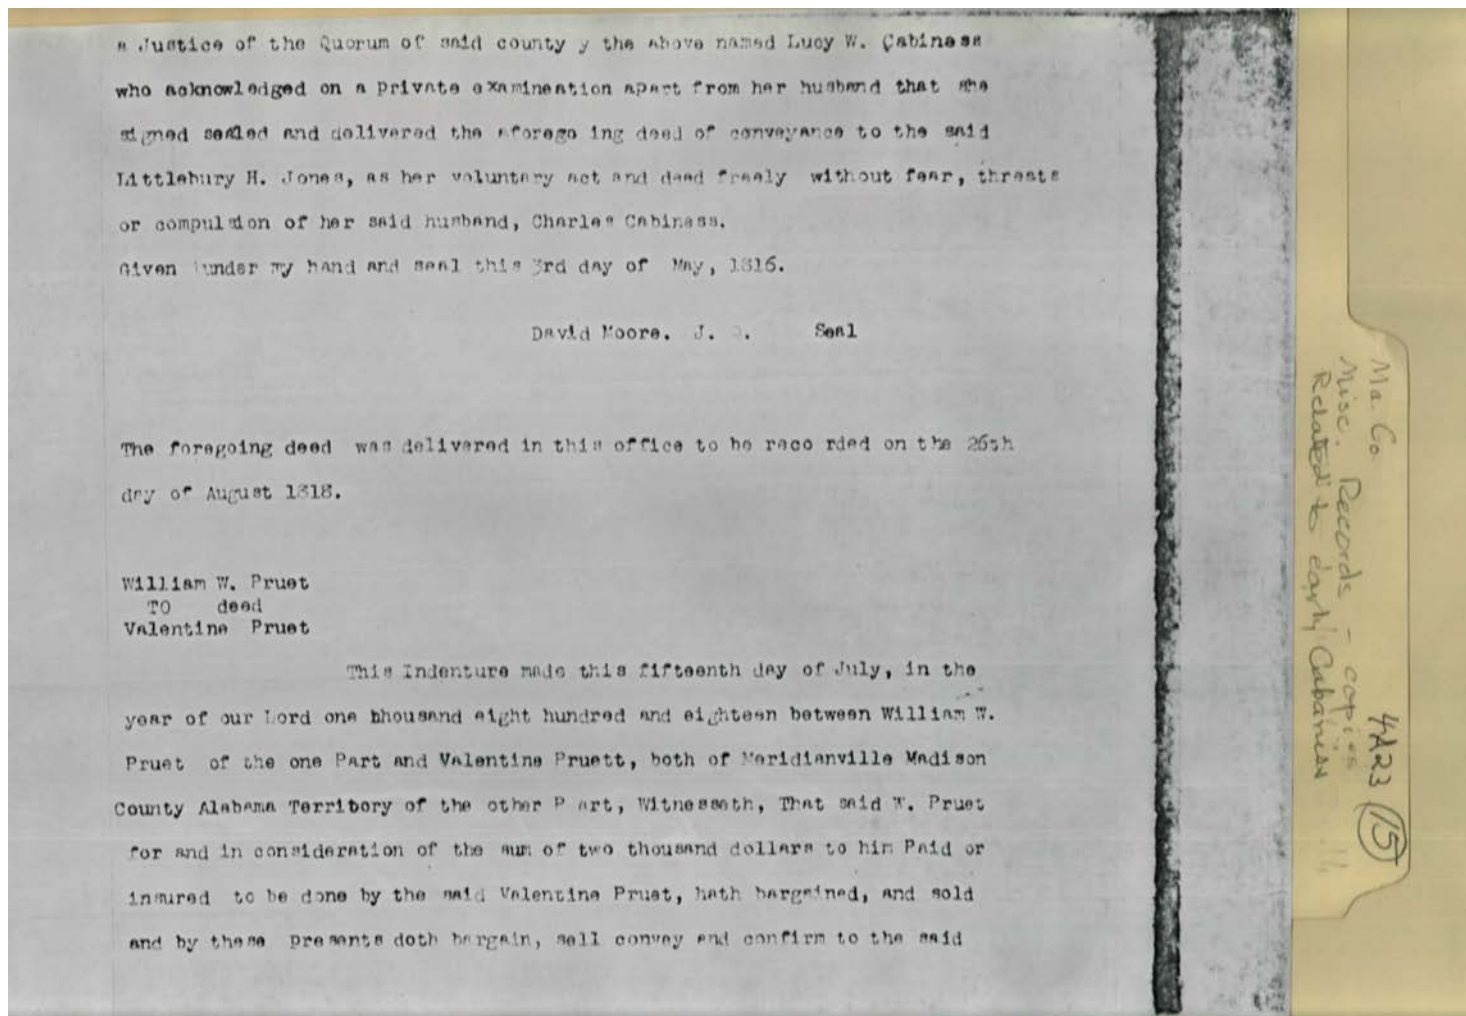 a Justice of the Quorum of said county y the above named Lucy W. Cabiness
who acknowledged on a private examineation apart from her husband that she
signed sealed and delivered the aforego ing deed of conveyance to the said
Littlebury H. Jones, as her voluntary act and deed freely without fear, threats
or compulsion of her said husband, Charles Cabinass.
Given under my hand and seal this 3rd day of May, 1816.
David Moore. J. Seal
The foregoing deed was delivered in this office to be reco rded on the 26th
day of August 1818.
William W. Pruet
TO deed
Valentine Pruet
This Indenture made this fifteenth day of July, in the
year of our Lord one bhousand eight hundred and eighteen between William W.
Pruet of the one Part and Valentine Pruett, both of Meridianville Madison
County Alabama Territory of the other P art, Witnesseth, That said W. Pruet
for and in consideration of the sum of two thousand dollars to him Paid or
insured to be done by the said Valentine Pruet, hath bargained, and sold
and by these presents doth bargain, sell convey and confirm to the said
Ma. Co. 4A23 (15)
Misc. Records - copies
Related to early Cabaniss